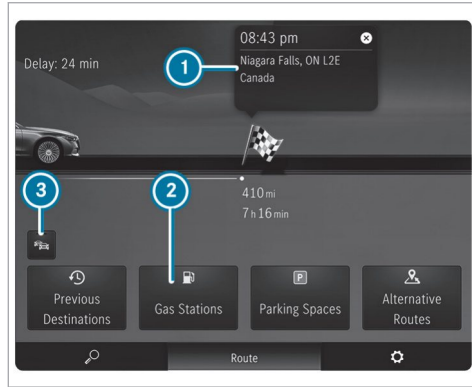 08:43 pm
Delay: 24 min
Niagara Falls, ON L2E
Canada
1
410 mi
7 h 16 min
3
2
Previous
Destinations
Gas Stations
P
Parking Spaces
Alternative
Routes
Route